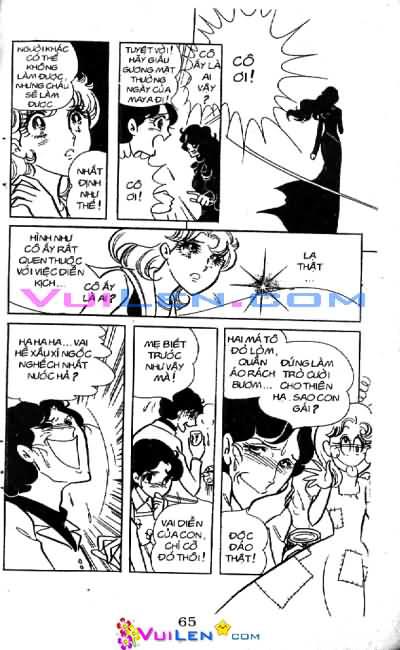 NGƯỜI KHÁC
CÓ THỂ
KHÔNG
LÀM ĐƯỢC,
NHƯNG CHÁU
SẼ LÀM
ĐƯỢC
NHẤT
ĐỊNH
NHƯ
THẾ!
TUYỆT VỜI!
HÃY GIẤU
GƯƠNG MẶT
THƯỜNG
NGÀY CỦA
MAYA ĐI!
CÔ
ƠI!
CÔ
ẤY LÀ
AI
VẬY?
CÔ
ƠI!
HÌNH NHƯ
CÔ ẤY RẤT
QUEN THUỘC
VỚI VIỆC DIỄN
KỊCH...
CÔ ẤY
LÀ AI?
LẠ
THẬT...
VuiLen.com
HA HA HA... VAI
HỀ XẤU XÍ NGỐC
NGHẾCH NHẤT
NƯỚC HẢ?
MẸ BIẾT
TRƯỚC
NHƯ VẬY
MÀ!
VAI DIỄN
CỦA CON,
CHỈ CÓ
ĐÓ THÔI!
HAI MÁ TÔ
ĐỎ LÒM,
QUẦN
ÁO RÁCH
BƯƠM...
ĐỪNG LÀM
TRÒ CƯỜI
CHO THIÊN
HẠ. SAO CON
GÁI?
ĐỘC
ĐÁO
THẬT!
65
VuiLen.com